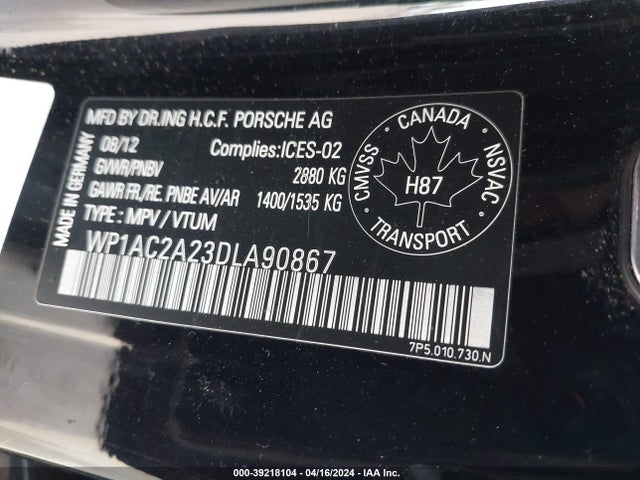 MFD BY DR.ING H.C.F. PORSCHE AG
08/12 Complies:ICES-02
GVWR/PNBV 2880 KG
GAWR FR./RE. PNBE AV/AR 1400/1535 KG
TYPE : MPV / VTUM
WP1AC2A23DLA90867
MADE IN GERMANY
CANADA
CMVSS
NSVAC
H87
TRANSPORT
7P5.010.730.N
000-39218104 - 04/16/2024 - IAA Inc.